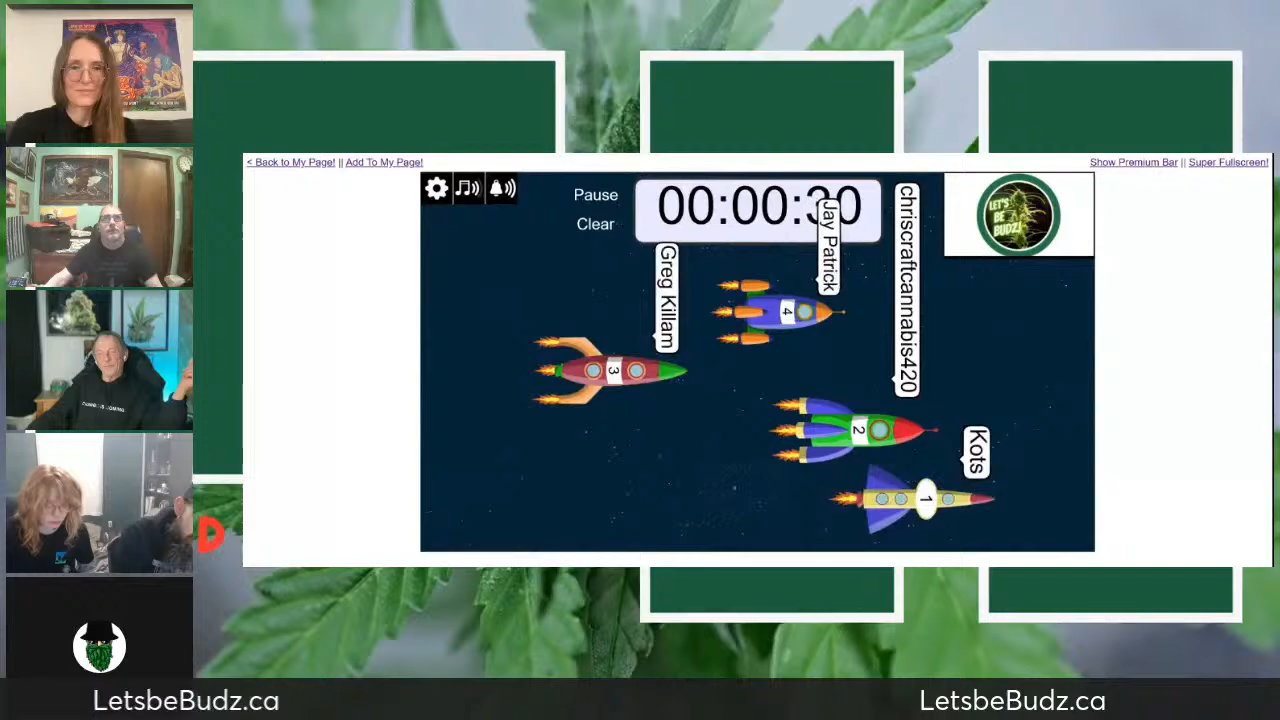 < Back to My Page! || Add To My Page!
Show Premium Bar || Super Fullscreen!
Pause
Clear
00:00:30
Jay Patrick
chriscraftcannabis420
Greg Killam
Kots
LET'S
BE
BUDZ!
4
3
2
1
D
LetsbeBudz.ca
LetsbeBudz.ca